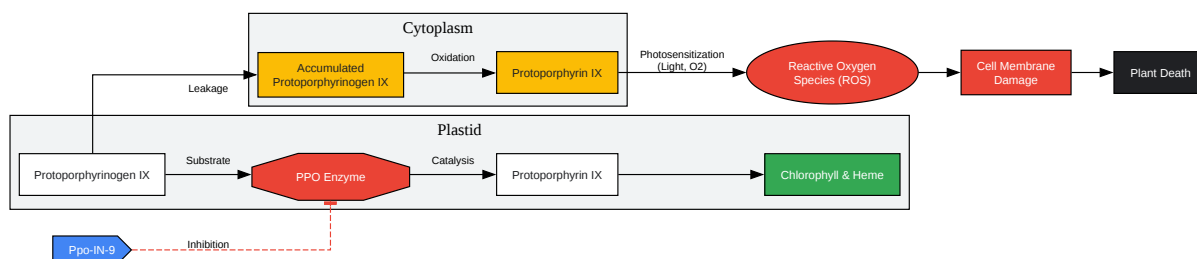 Cytoplasm
Accumulated
Protoporphyrinogen IX
Oxidation
Protoporphyrin IX
Photosensitization
(Light, O2)
Reactive Oxygen
Species (ROS)
Cell Membrane
Damage
Plant Death
Leakage
Plastid
Protoporphyrinogen IX
Substrate
PPO Enzyme
Catalysis
Protoporphyrin IX
Chlorophyll & Heme
Ppo-IN-9
Inhibition